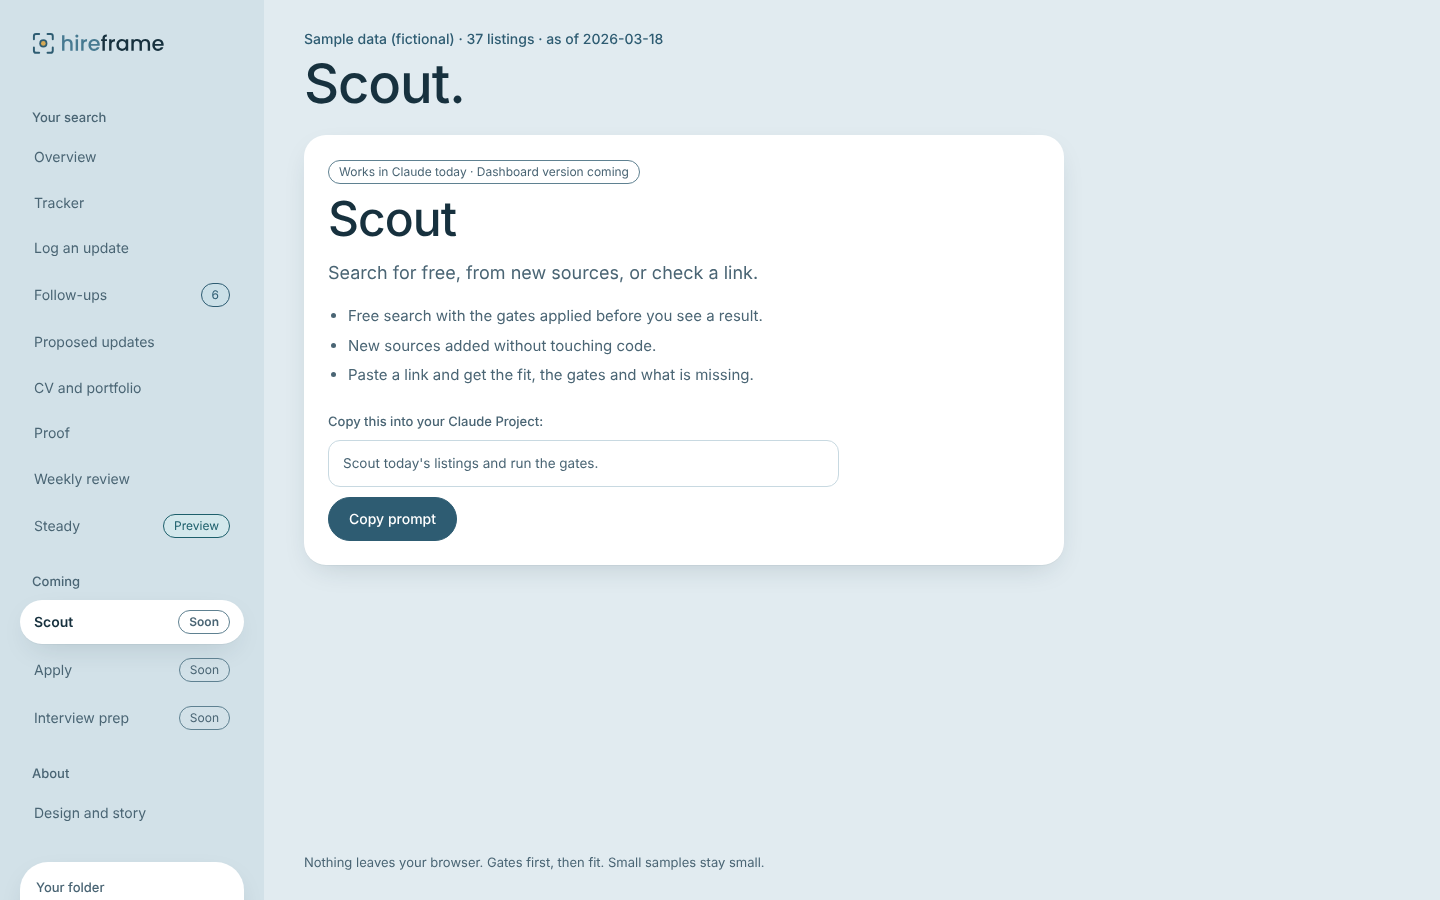 hireframe
Your search
Overview
Tracker
Log an update
Follow-ups 6
Proposed updates
CV and portfolio
Proof
Weekly review
Steady Preview
Coming
Scout Soon
Apply Soon
Interview prep Soon
About
Design and story
Your folder
Sample data (fictional) · 37 listings · as of 2026-03-18
Scout.
Works in Claude today · Dashboard version coming
Scout
Search for free, from new sources, or check a link.
• Free search with the gates applied before you see a result.
• New sources added without touching code.
• Paste a link and get the fit, the gates and what is missing.
Copy this into your Claude Project:
Scout today's listings and run the gates.
Copy prompt
Nothing leaves your browser. Gates first, then fit. Small samples stay small.